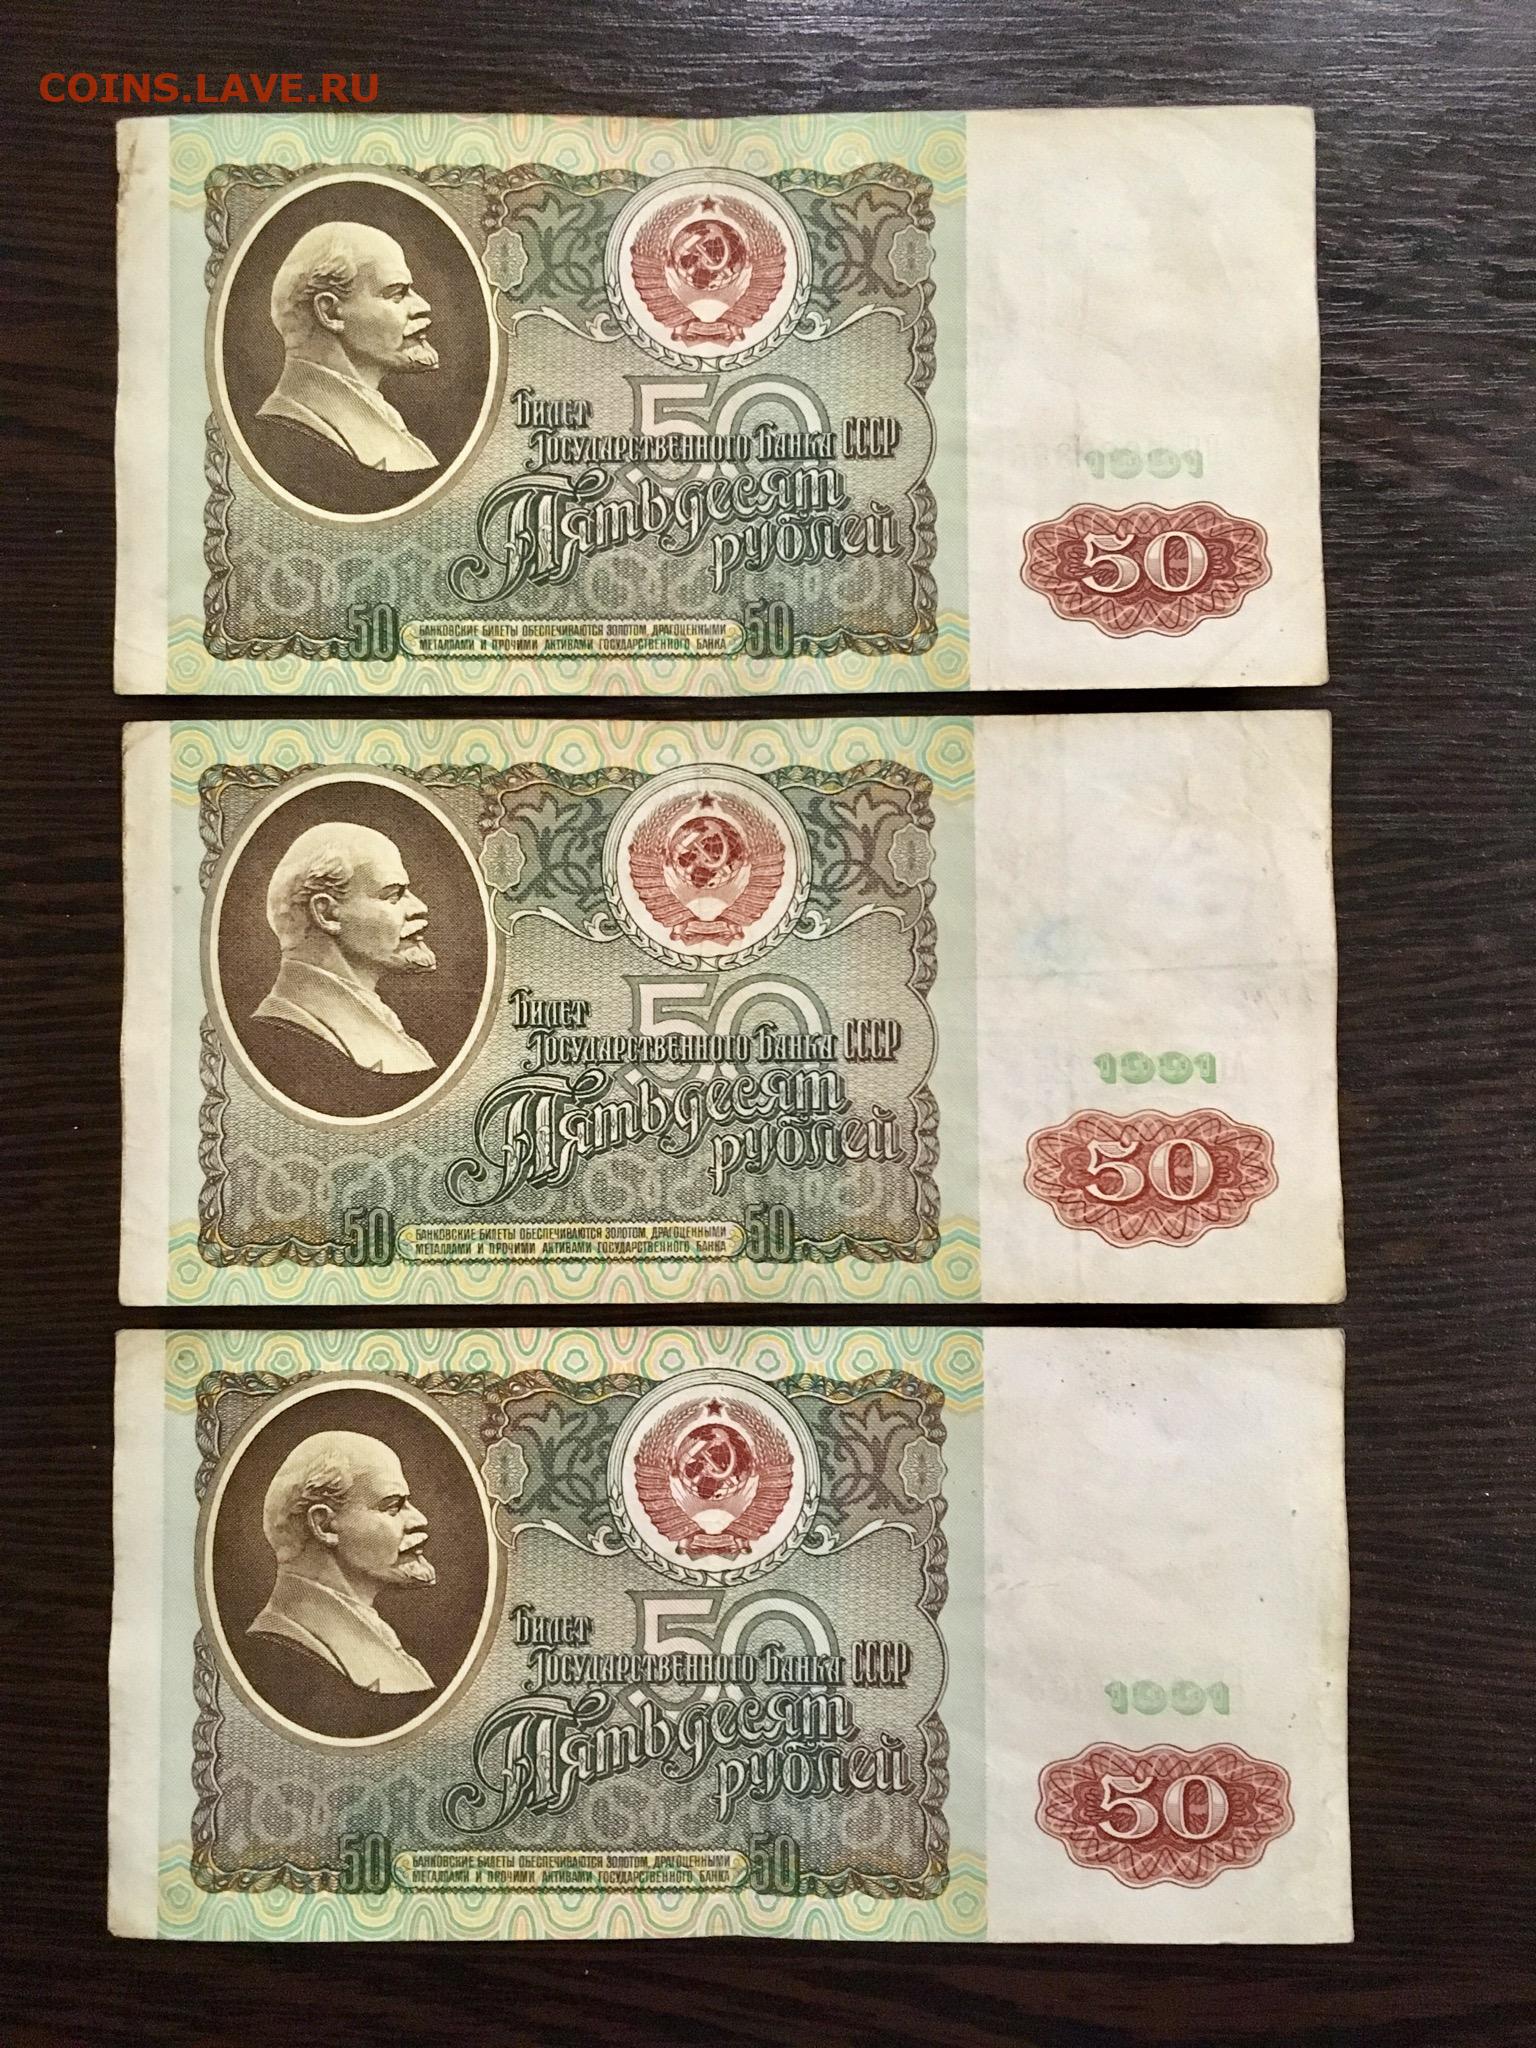 COINS.LAVE.RU
50
Билет
Государственного Банка СССР
Пятьдесят
рублей
1991
50
50
БАНКОВСКИЕ БИЛЕТЫ ОБЕСПЕЧИВАЮТСЯ ЗОЛОТОМ, ДРАГОЦЕННЫМИ
МЕТАЛЛАМИ И ПРОЧИМИ АКТИВАМИ ГОСУДАРСТВЕННОГО БАНКА
50
50
Билет
Государственного Банка СССР
Пятьдесят
рублей
1991
50
50
БАНКОВСКИЕ БИЛЕТЫ ОБЕСПЕЧИВАЮТСЯ ЗОЛОТОМ, ДРАГОЦЕННЫМИ
МЕТАЛЛАМИ И ПРОЧИМИ АКТИВАМИ ГОСУДАРСТВЕННОГО БАНКА
50
50
Билет
Государственного Банка СССР
Пятьдесят
рублей
1991
50
50
БАНКОВСКИЕ БИЛЕТЫ ОБЕСПЕЧИВАЮТСЯ ЗОЛОТОМ, ДРАГОЦЕННЫМИ
МЕТАЛЛАМИ И ПРОЧИМИ АКТИВАМИ ГОСУДАРСТВЕННОГО БАНКА
50